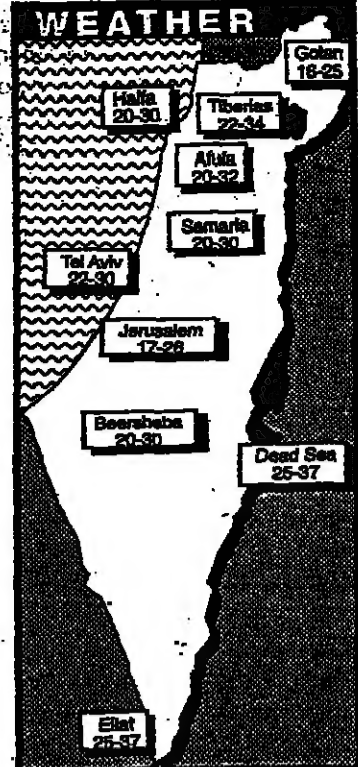 WEATHER
Golan
18-25
Haifa
20-30
Tiberias
22-34
Afula
20-32
Samaria
20-30
Tel Aviv
22-30
Jerusalem
17-28
Beersheba
20-30
Dead Sea
25-37
Eilat
25-37